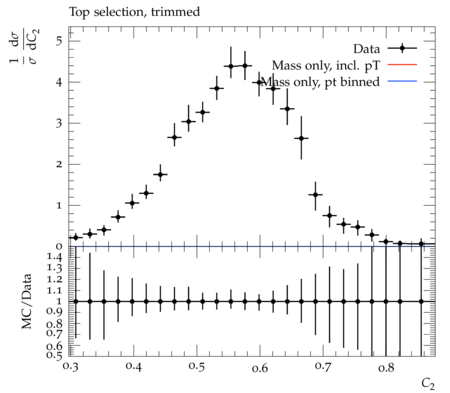 Top selection, trimmed
1/σ dσ/dC₂
Data
Mass only, incl. pT
Mass only, pt binned
5
4
3
2
1
0
MC/Data
1.4
1.3
1.2
1.1
1
0.9
0.8
0.7
0.6
0.5
0.3 0.4 0.5 0.6 0.7 0.8
C₂